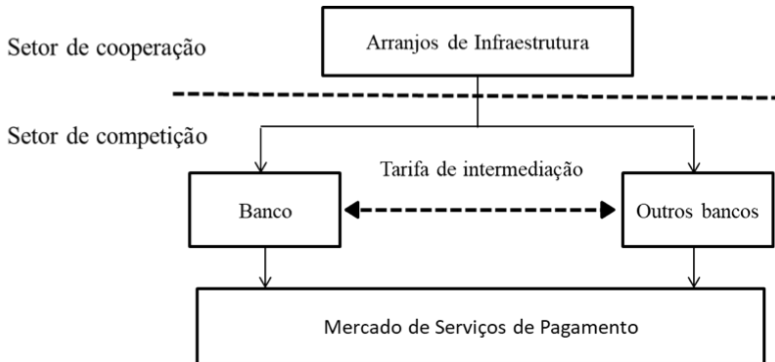 Setor de cooperação
Arranjos de Infraestrutura
Setor de competição
Tarifa de intermediação
Banco
Outros bancos
Mercado de Serviços de Pagamento